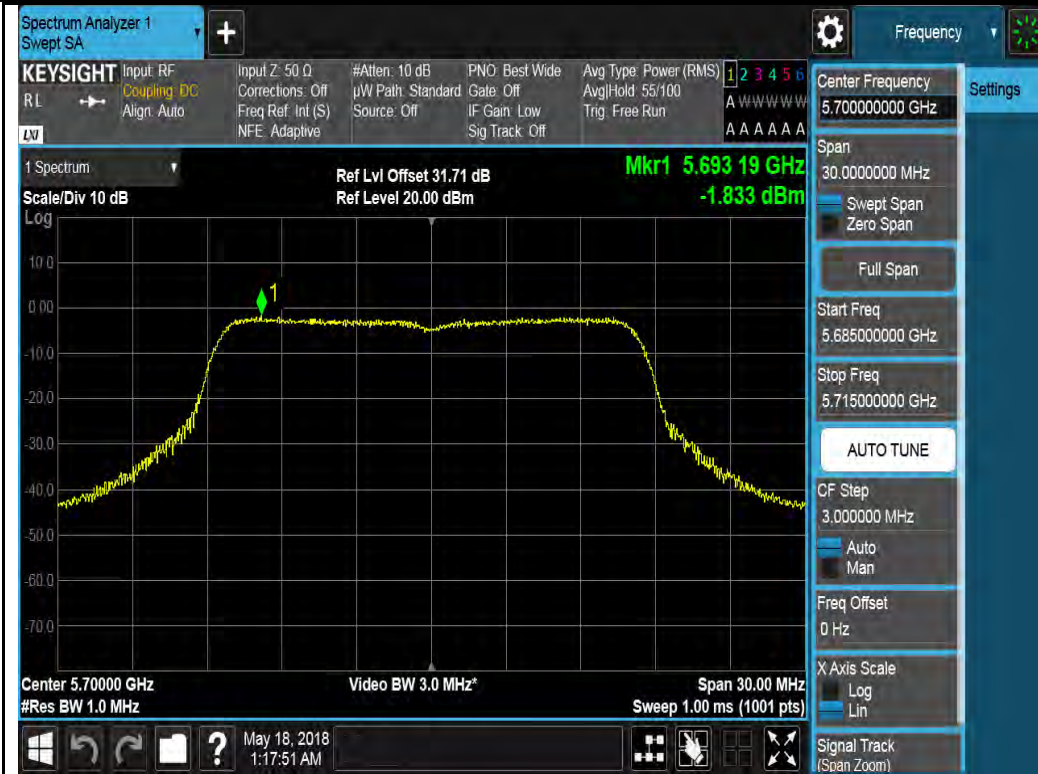 Spectrum Analyzer 1
Swept SA
+
Frequency
KEYSIGHT
RL
LXI
Input: RF
Coupling: DC
Align: Auto
Input Z: 50 Ω
Corrections: Off
Freq Ref: Int (S)
NFE: Adaptive
#Atten: 10 dB
µW Path: Standard
Source: Off
PNO: Best Wide
Gate: Off
IF Gain: Low
Sig Track: Off
Avg Type: Power (RMS)
Avg|Hold: 55/100
Trig: Free Run
1 2 3 4 5 6
A W W W W W
A A A A A A
1 Spectrum
Scale/Div 10 dB
Log
Ref Lvl Offset 31.71 dB
Ref Level 20.00 dBm
Mkr1 5.693 19 GHz
-1.833 dBm
10.0
0.00
-10.0
-20.0
-30.0
-40.0
-50.0
-60.0
-70.0
1
Center 5.70000 GHz
#Res BW 1.0 MHz
Video BW 3.0 MHz*
Span 30.00 MHz
Sweep 1.00 ms (1001 pts)
?
May 18, 2018
1:17:51 AM
Center Frequency
5.700000000 GHz
Span
30.0000000 MHz
Swept Span
Zero Span
Full Span
Start Freq
5.685000000 GHz
Stop Freq
5.715000000 GHz
AUTO TUNE
CF Step
3.000000 MHz
Auto
Man
Freq Offset
0 Hz
X Axis Scale
Log
Lin
Signal Track
(Span Zoom)
Settings